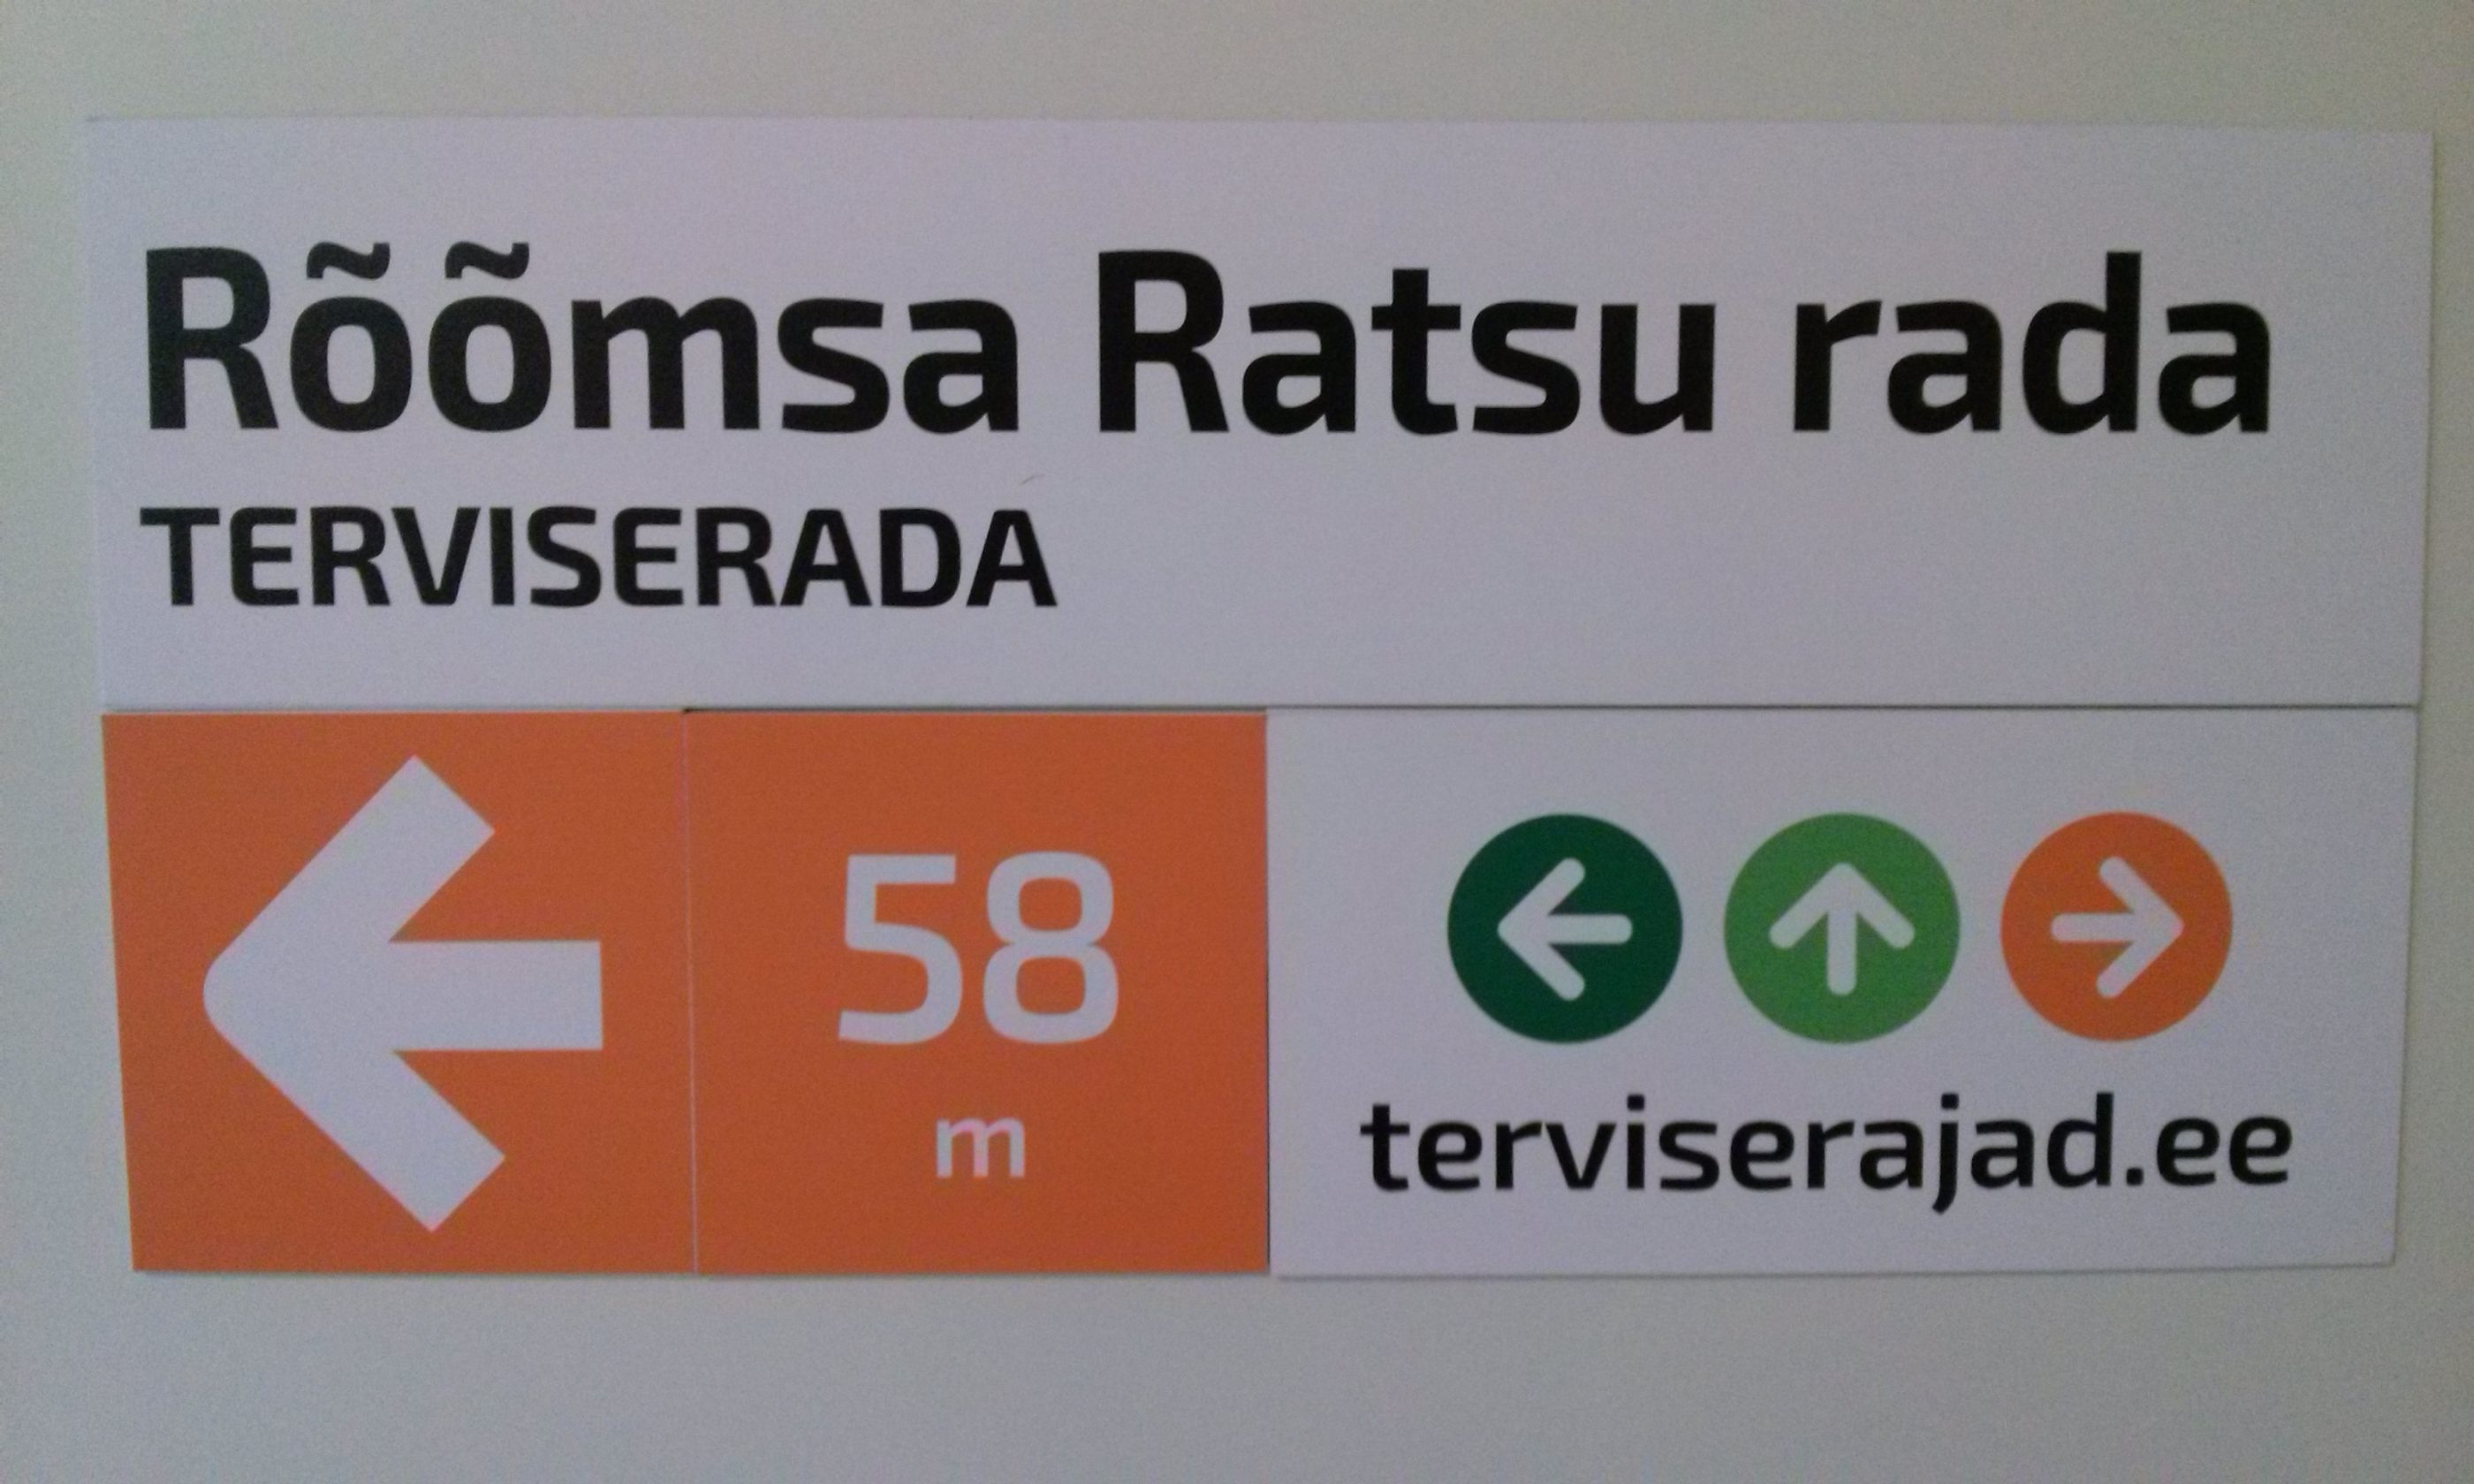 Rõõmsa Ratsu rada
TERVISERADA
58
m
terviserajad.ee